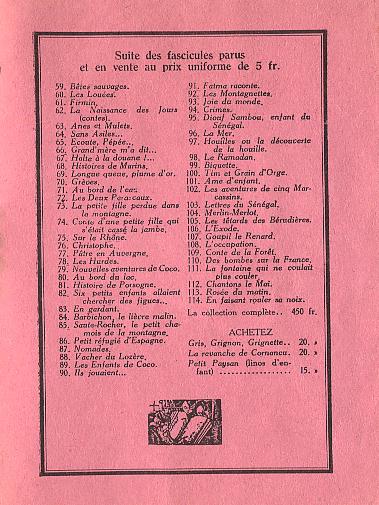 Suite des fascicules parus
et en vente au prix uniforme de 5 fr.
59. Bêtes sauvages.
60. Les Louées.
61. Firmin.
62. La Naissance des Jours
(contes).
63. Anes et Mulets.
64. Sans Asiles...
65. Ecoute, Pépée...
66. Grand'mère m'a dit...
67. Halte à la douane !...
68. Histoires de Marins.
69. Longue queue, plume d'or.
70. Grèves.
71. Au bord de l'eau.
72. Les Deux Perdreaux.
73. La petite fille perdue dans
la montagne.
74. Conte d'une petite fille qui
s'était cassé la jambe.
75. Sur le Rhône.
76. Christophe.
77. Pâtre en Auvergne.
78. Les Hurdes.
79. Nouvelles aventures de Coco.
80. Au bord du lac.
81. Histoire de Porsogne.
82. Six petits enfants allaient
chercher des figues...
83. En gardant.
84. Barbichon, le lièvre malin.
85. Sante-Rocher, le petit cha-
mois de la montagne.
86. Petit réfugié d'Espagne.
87. Nomades.
88. Vacher du Lozère.
89. Les Enfants de Coco.
90. Ils jouaient...
91. Fatma raconte.
92. Les Montagnettes.
93. Joie du monde.
94. Crimes.
95. Diouf Sambou, enfant du
Sénégal.
96. La Mer.
97. Houilles ou la découverte
de la houille.
98. Le Ramadan.
99. Biquette.
100. Tim et Grain d'Orge.
101. Ame d'enfant.
102. Les aventures de cinq Mar-
cassins.
103. Lettres du Sénégal.
104. Merlin-Merlot.
105. Les têtards des Bérudières.
106. L'Exode.
107. Goupil le Renard.
108. L'occupation.
109. Conte de la Forêt.
110. Des bombes sur la France.
111. La fontaine qui ne coulait
plus couler.
112. Chantons le Mai.
113. Rosée du matin.
114. En faisant rouler sa noix.
La collection complète.. 450 fr.
ACHETEZ
Gris, Grignon, Grignette.. 20. »
La revanche de Cornancu. 20. »
Petit Paysan (linos d'en-
fant) .................. 15. »